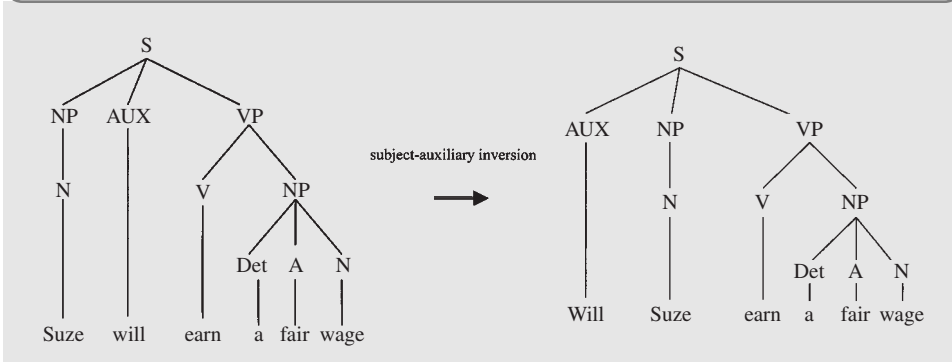 S
NP AUX VP
N V NP
Det A N
Suze will earn a fair wage
subject-auxiliary inversion
S
AUX NP VP
N V NP
Det A N
Will Suze earn a fair wage